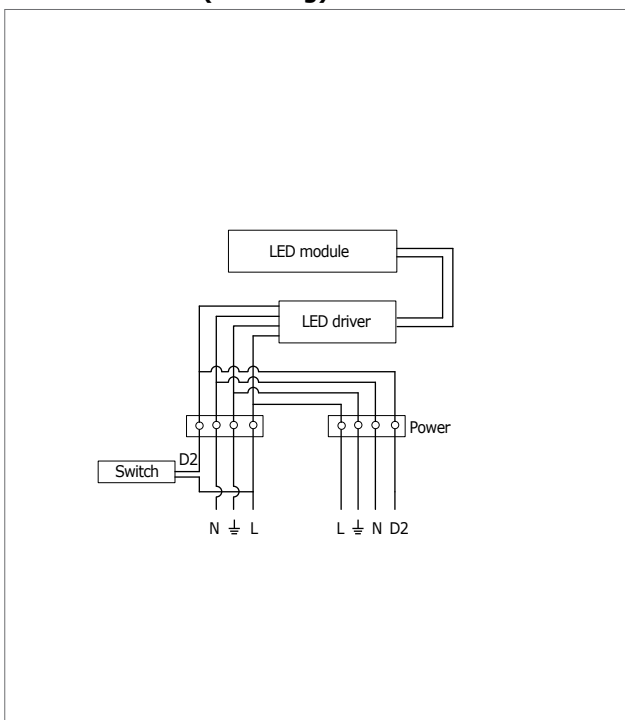 LED module
LED driver
Power
D2
Switch
N ⏚ L
L ⏚ N D2